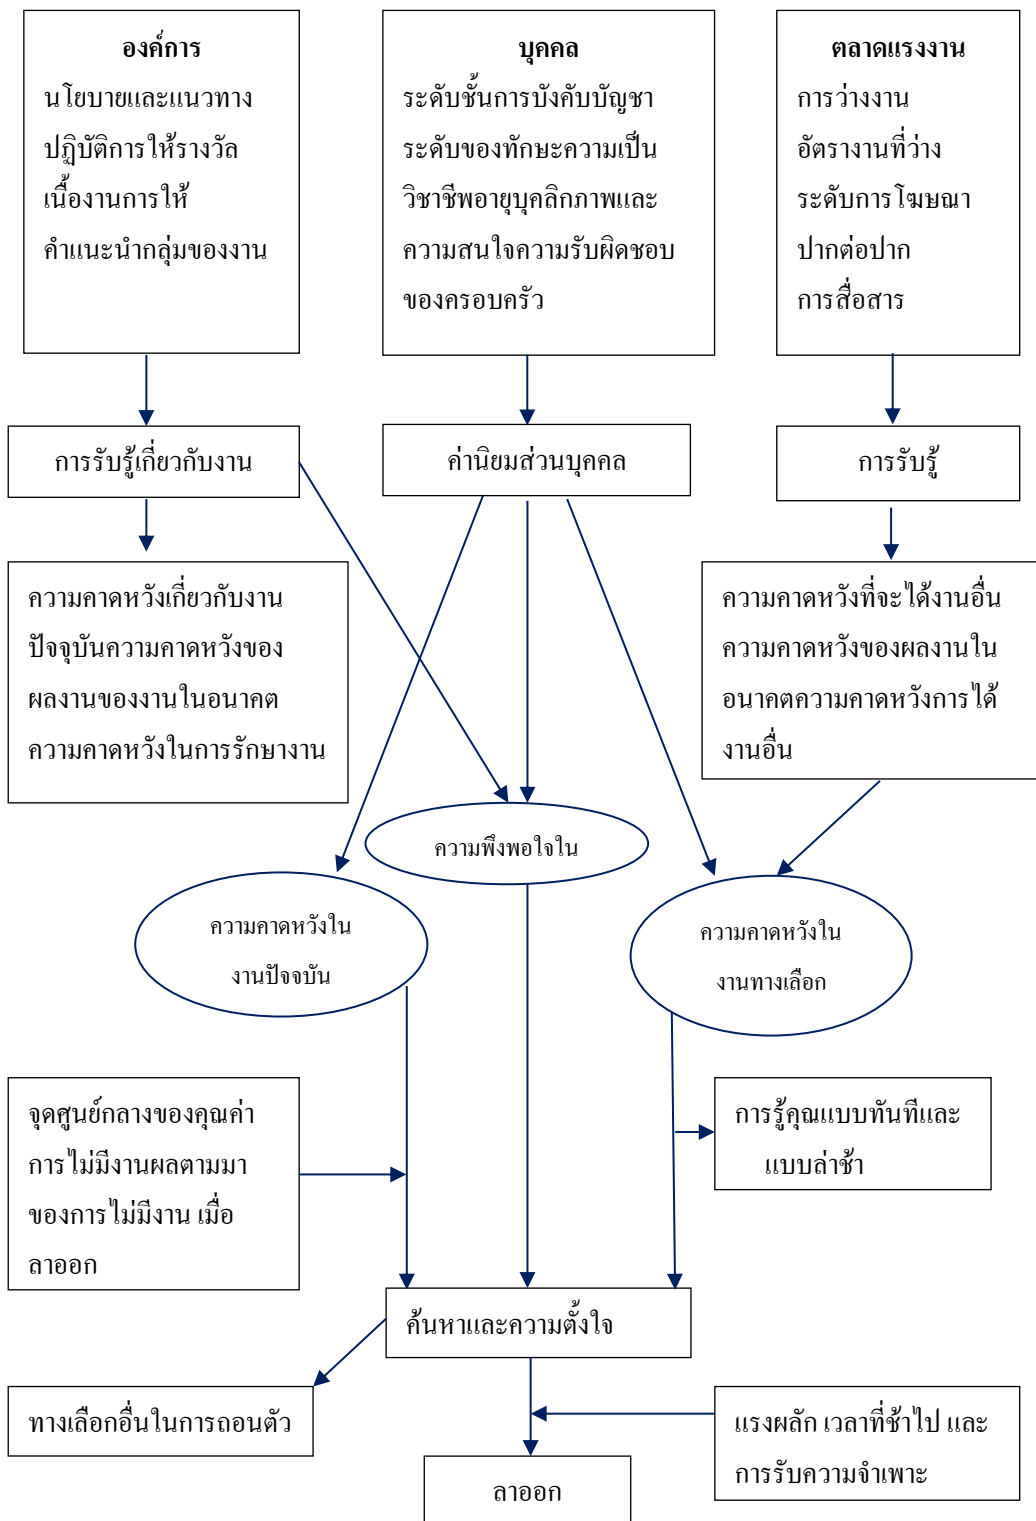 องค์การ
นโยบายและแนวทาง
ปฏิบัติการให้รางวัล
เนื้องานการให้
คำแนะนำกลุ่มของงาน
บุคคล
ระดับชั้นการบังคับบัญชา
ระดับของทักษะความเป็น
วิชาชีพอายุบุคลิกภาพและ
ความสนใจความรับผิดชอบ
ของครอบครัว
ตลาดแรงงาน
การว่างงาน
อัตรางานที่ว่าง
ระดับการโฆษณา
ปากต่อปาก
การสื่อสาร
การรับรู้เกี่ยวกับงาน
ค่านิยมส่วนบุคคล
การรับรู้
ความคาดหวังเกี่ยวกับงาน
ปัจจุบันความคาดหวังของ
ผลงานของงานในอนาคต
ความคาดหวังในการรักษางาน
ความคาดหวังที่จะได้งานอื่น
ความคาดหวังของผลงานใน
อนาคตความคาดหวังการได้
งานอื่น
ความพึงพอใจใน
ความคาดหวังใน
งานปัจจบัน
ความคาดหวังใน
งานทางเลือก
จุดศูนย์กลางของคุณค่า
การไม่มีงานผลตามมา
ของการไม่มีงาน เมื่อ
ลาออก
การรู้คุณแบบทันทีและ
แบบล่าช้า
ค้นหาและความตั้งใจ
ทางเลือกอื่นในการถอนตัว
แรงผลัก เวลาที่ช้าไป และ
การรับความจำเพาะ
ลาออก